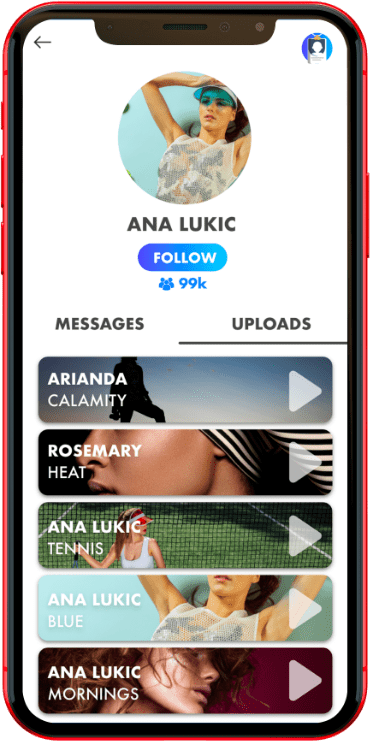 ANA LUKIC
FOLLOW
99k
MESSAGES UPLOADS
ARIANDA
CALAMITY
ROSEMARY
HEAT
ANA LUKIC
TENNIS
ANA LUKIC
BLUE
ANA LUKIC
MORNINGS